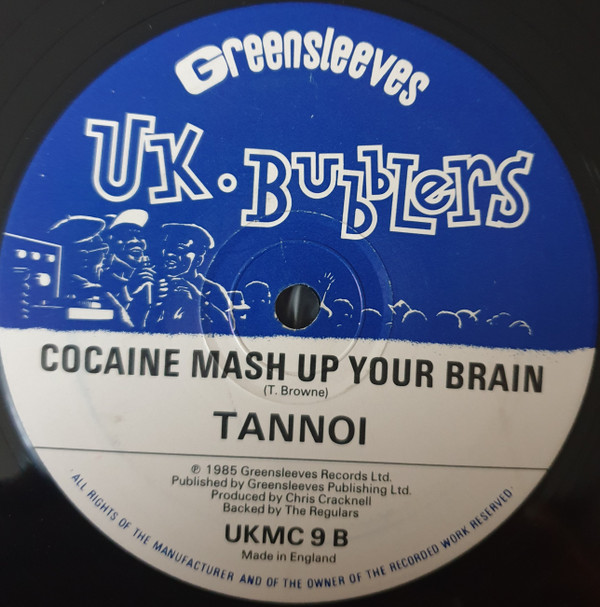 Greensleeves
UK·BUBBLERS
COCAINE MASH UP YOUR BRAIN
(T. Browne)
TANNOI
℗ 1985 Greensleeves Records Ltd.
Published by Greensleeves Publishing Ltd.
Produced by Chris Cracknell
Backed by The Regulars
UKMC 9 B
Made in England
·ALL RIGHTS OF THE MANUFACTURER AND OF THE OWNER OF THE RECORDED WORK RESERVED·